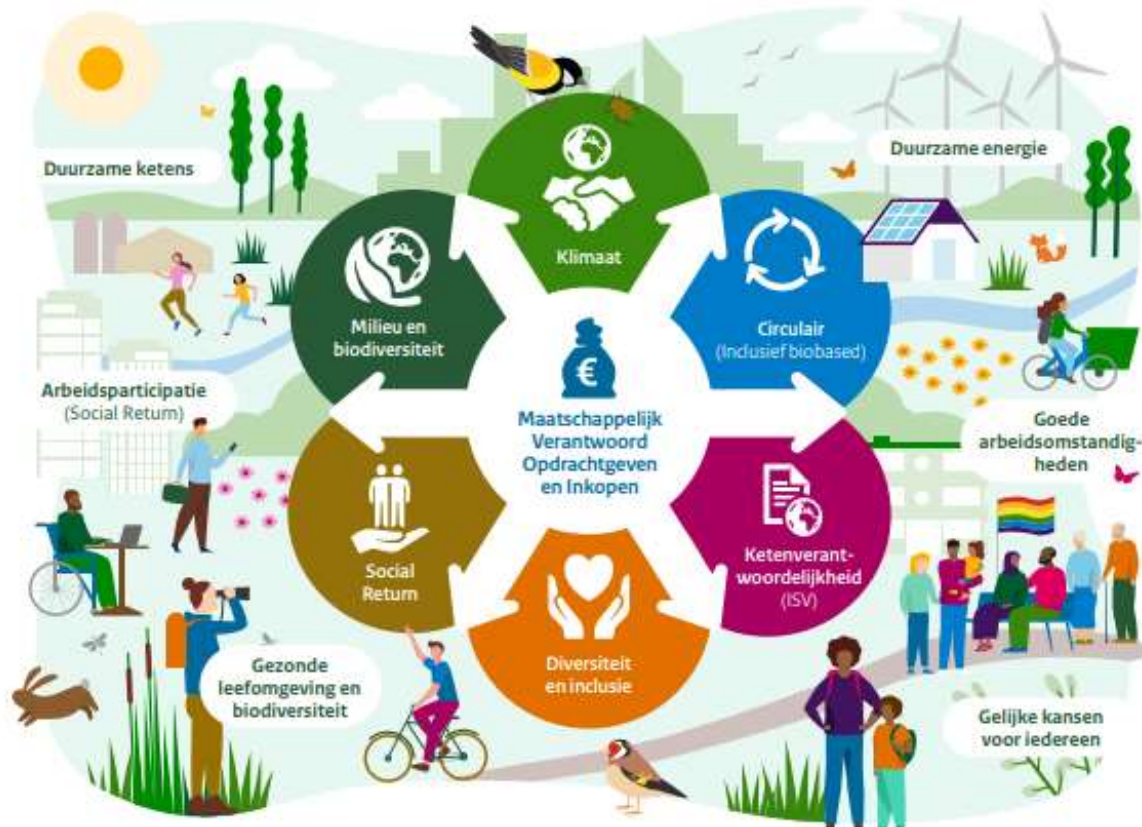 Duurzame ketens
Duurzame energie
Klimaat
Milieu en
biodiversiteit
Circulair
(Inclusief biobased)
€
Maatschappelijk
Verantwoord
Opdrachtgeven
en Inkopen
Arbeidsparticipatie
(Social Return)
Goede
arbeidsomstandig-
heden
Social
Return
Ketenverant-
woordelijkheid
(ISV)
Diversiteit
en inclusie
Gezonde
leefomgeving en
biodiversiteit
Gelijke kansen
voor iedereen